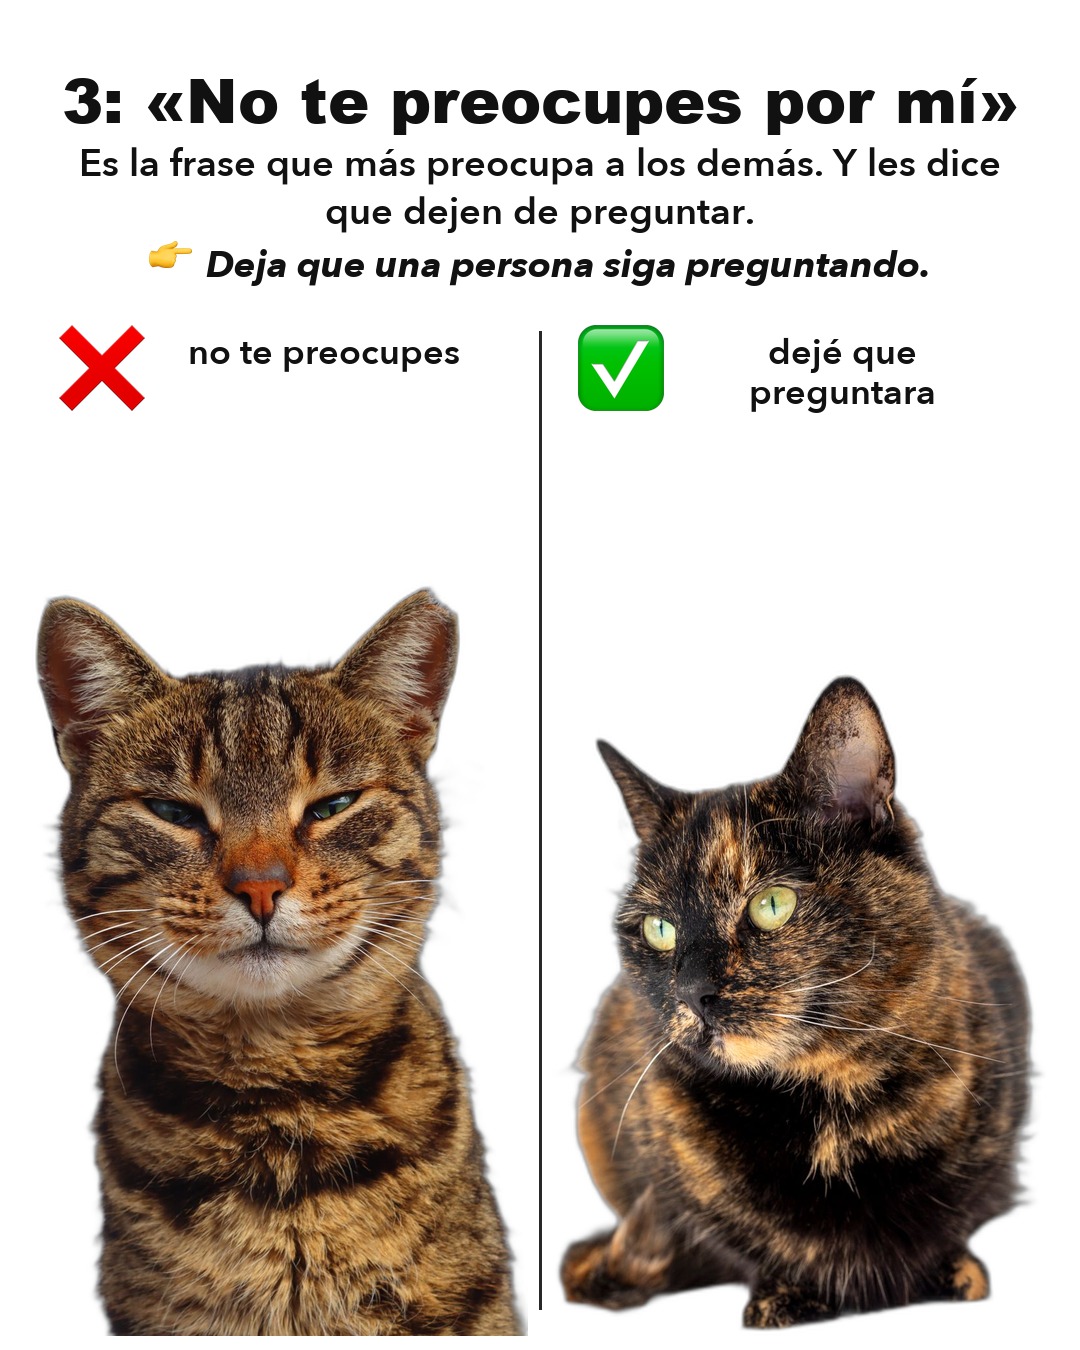 3: «No te preocupes por mí»
Es la frase que más preocupa a los demás. Y les dice
que dejen de preguntar.
👉 Deja que una persona siga preguntando.
❌ no te preocupes
✅ dejé que
preguntara